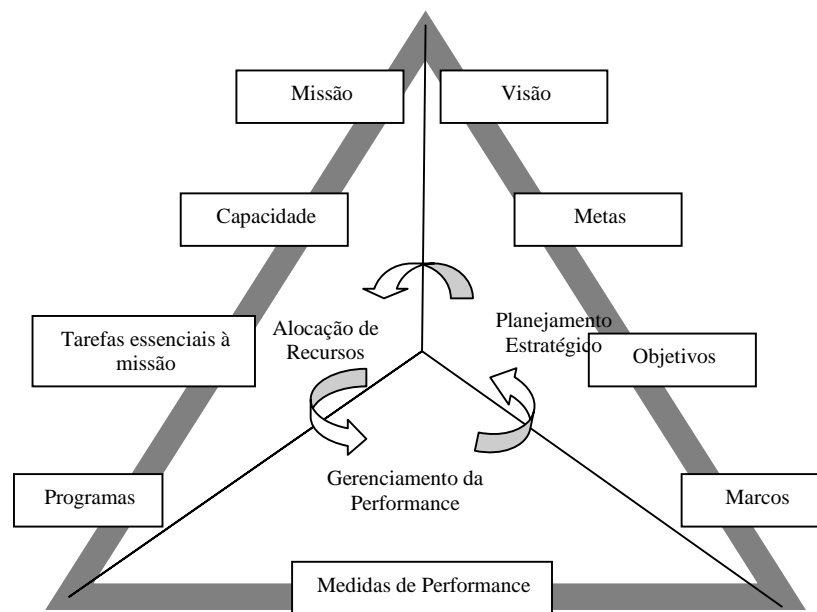 Missão
Visão
Capacidade
Metas
Tarefas essenciais à
missão
Alocação de
Recursos
Planejamento
Estratégico
Objetivos
Programas
Gerenciamento da
Performance
Marcos
Medidas de Performance